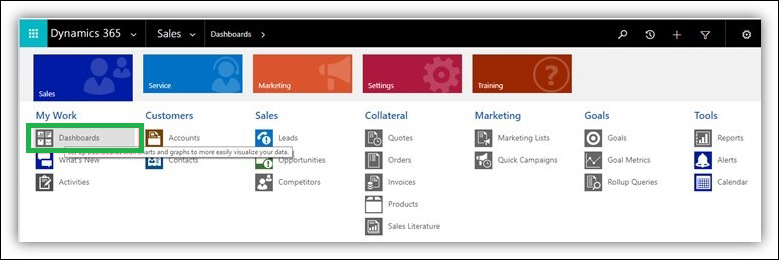 Dynamics 365 Sales Dashboards
Sales Service Marketing Settings Training
My Work Customers Sales Collateral Marketing Goals Tools
Dashboards Accounts Leads Quotes Marketing Lists Goals Reports
charts and graphs to more easily visualize your data.
What's New Contacts Opportunities Orders Quick Campaigns Goal Metrics Alerts
Activities Competitors Invoices Rollup Queries Calendar
Products
Sales Literature